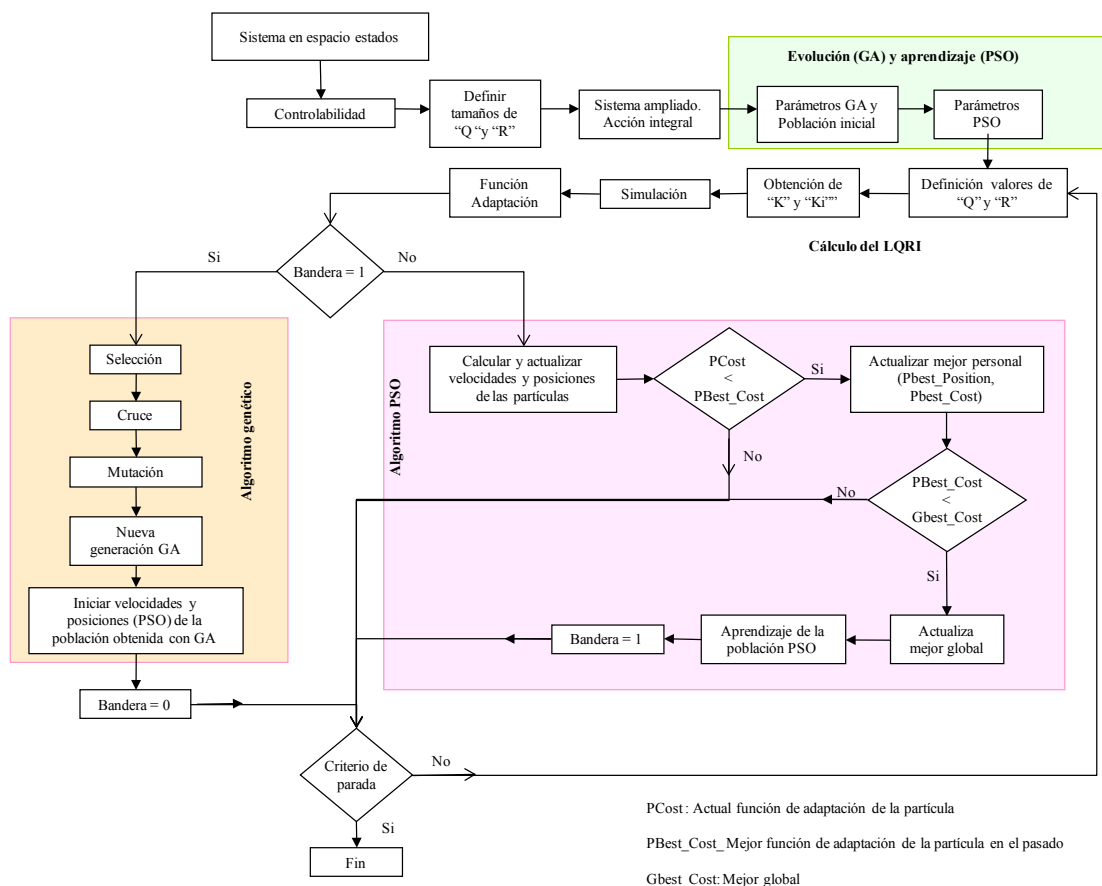 Sistema en espacio estados
Evolución (GA) y aprendizaje (PSO)
Controlabilidad
Definir
tamaños de
“Q “y “R”
Sistema ampliado.
Acción integral
Parámetros GA y
Población inicial
Parámetros
PSO
Función
Adaptación
Simulación
Obtención de
“K” y “Ki””
Definición valores de
“Q” y “R”
Cálculo del LQRI
Si
Bandera = 1
No
Algoritmo genético
Selección
Cruce
Mutación
Nueva
generación GA
Iniciar velocidades y
posiciones (PSO) de la
población obtenida con GA
Bandera = 0
Algoritmo PSO
Calcular y actualizar
velocidades y posiciones
de las partículas
PCost
<
PBest_Cost
Si
Actualizar mejor personal
(Pbest_Position,
Pbest_Cost)
No
PBest_Cost
<
Gbest_Cost
No
Si
Actualiza
mejor global
Aprendizaje de la
población PSO
Bandera = 1
Criterio de
parada
No
Si
Fin
PCost: Actual función de adaptación de la partícula
PBest_Cost_ Mejor función de adaptación de la partícula en el pasado
Gbest_Cost: Mejor global